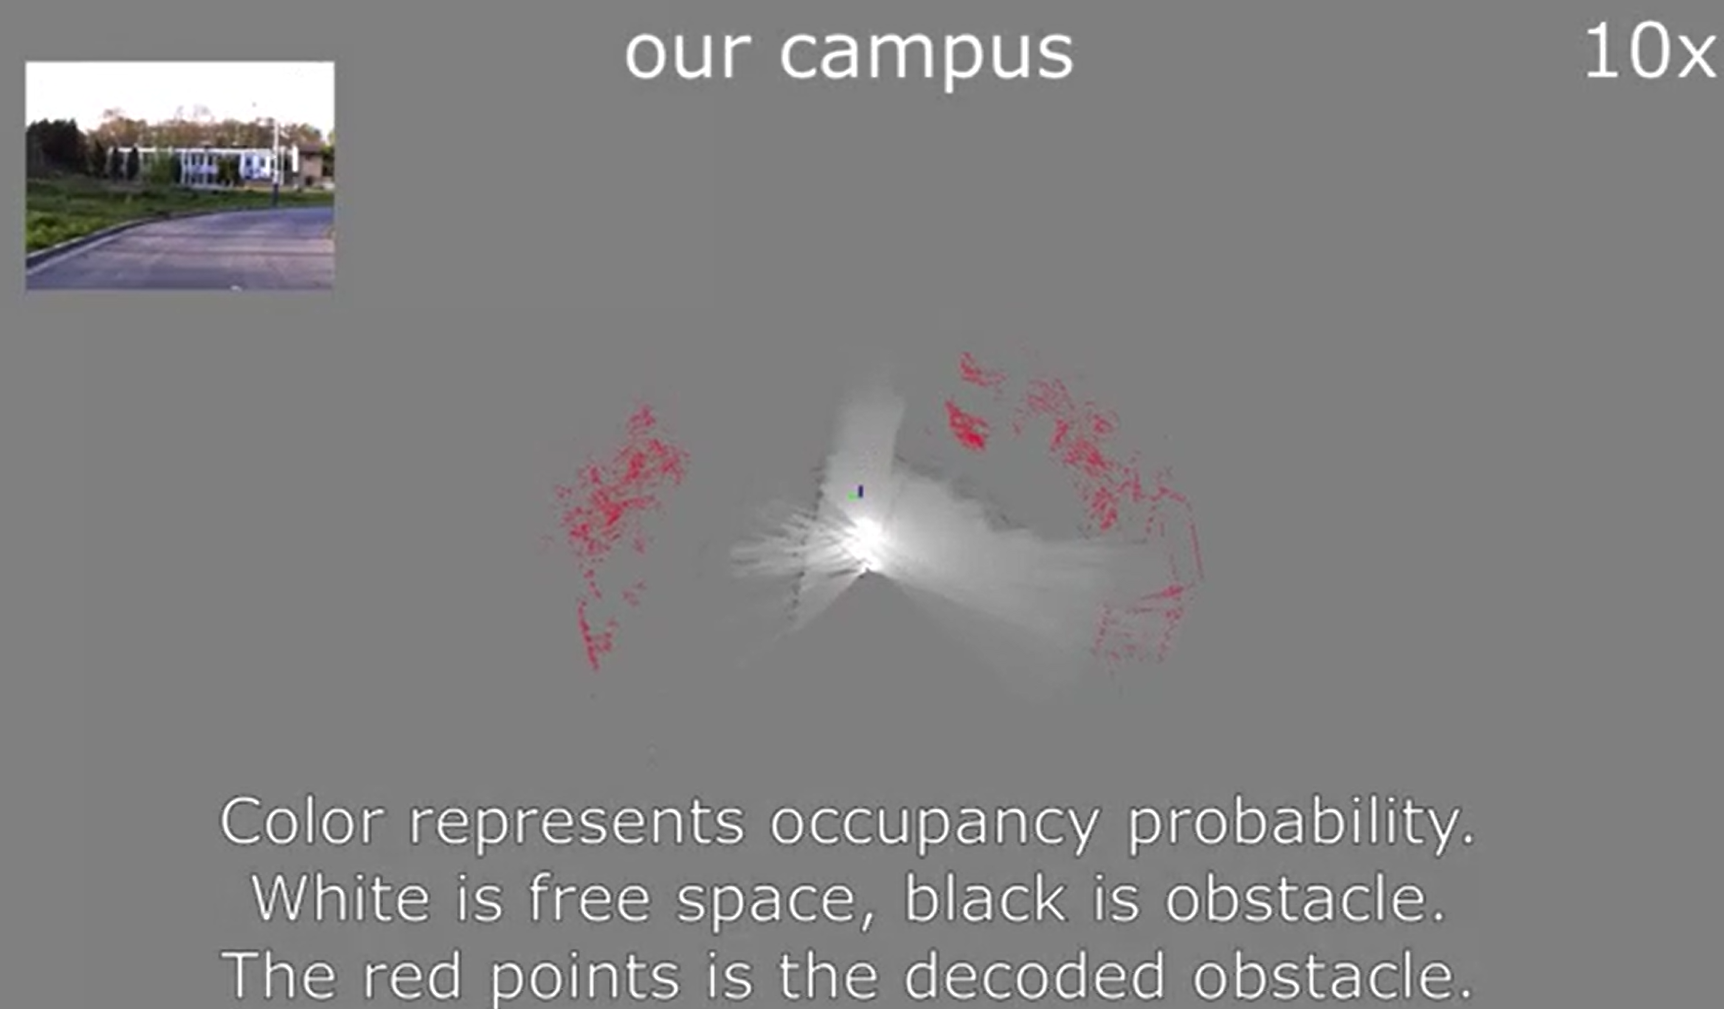 our campus
10x
Color represents occupancy probability.
White is free space, black is obstacle.
The red points is the decoded obstacle.